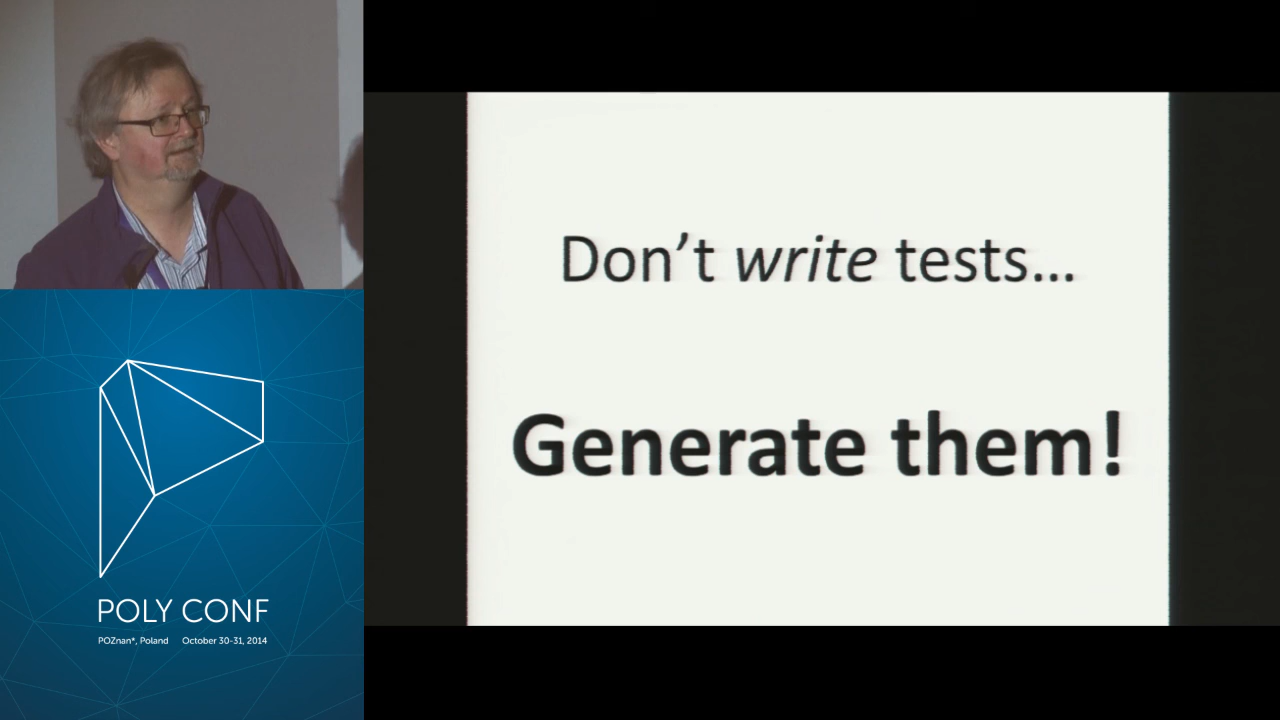 Don't write tests...
Generate them!
POLY CONF
POZnan*, Poland October 30-31, 2014